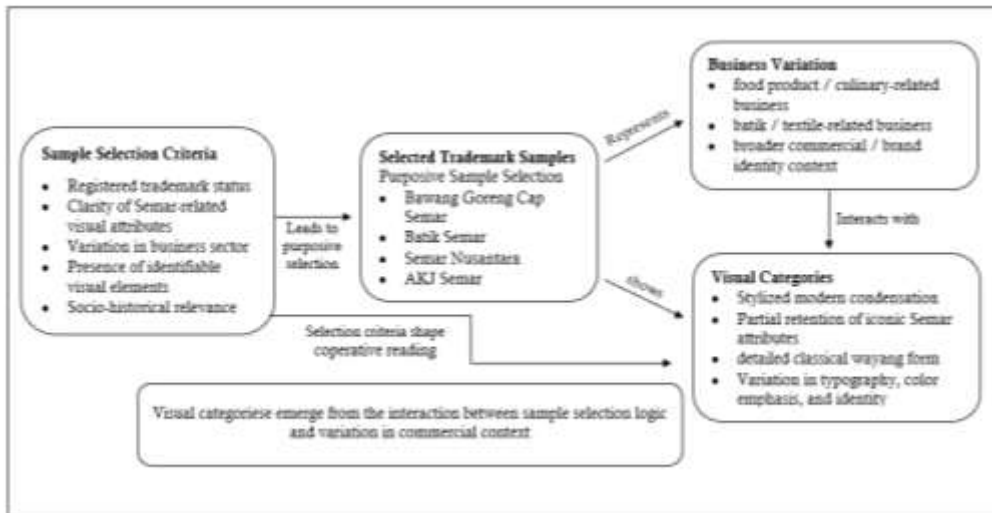 Sample Selection Criteria
• Registered trademark status
• Clarity of Semar-related
visual attributes
• Variation in business sector
• Presence of identifiable
visual elements
• Socio-historical relevance
Leads to
purposive
selection
Selected Trademark Samples
Purposive Sample Selection
• Bawang Goreng Cap
Semar
• Batik Semar
• Semar Nusantara
• AKJ Semar
Represents
Business Variation
• food product / culinary-related
business
• batik / textile-related business
• broader commercial / brand
identity context
Interacts with
shows
Visual Categories
• Stylized modern condensation
• Partial retention of iconic Semar
attributes
• detailed classical wayang form
• Variation in typography, color
emphasis, and identity
Selection criteria shape
coperative reading
Visual categoriese emerge from the interaction between sample selection logic
and variation in commercial context